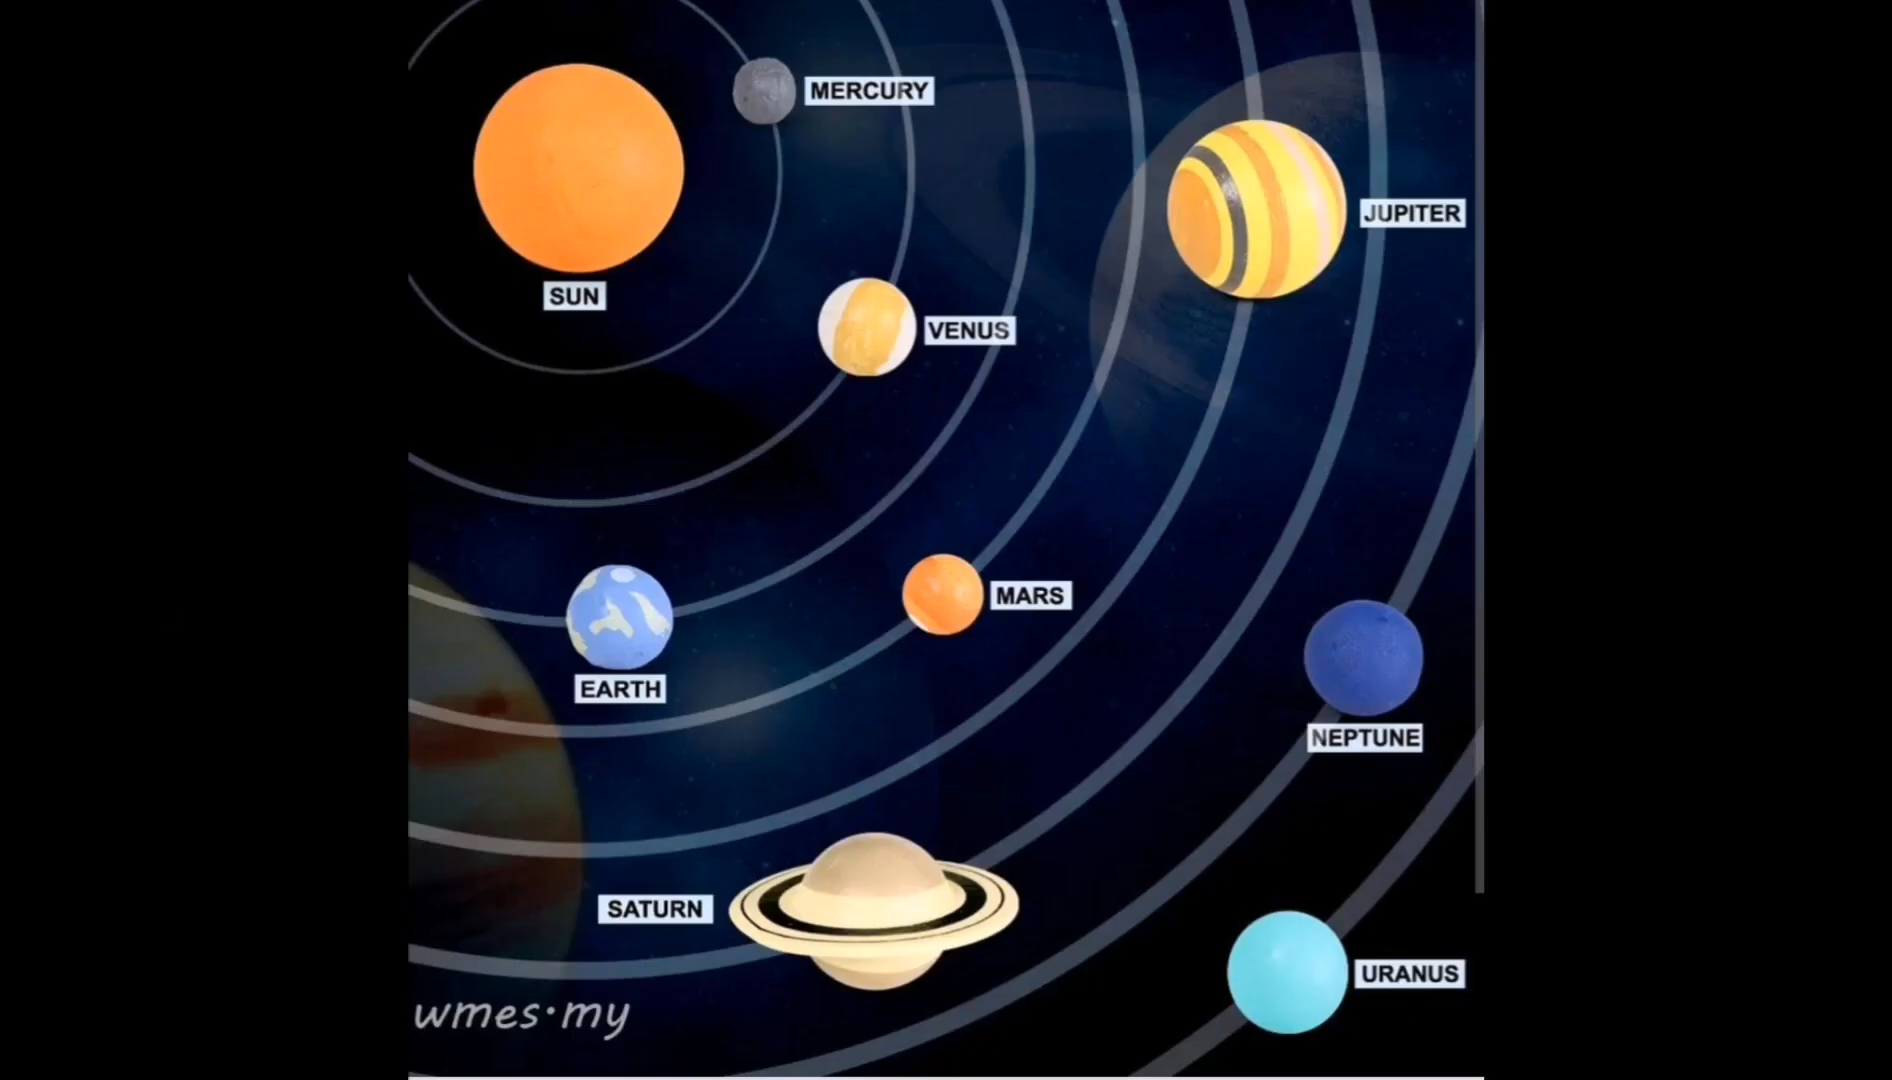 MERCURY
JUPITER
SUN
VENUS
MARS
EARTH
NEPTUNE
SATURN
URANUS
wmes·my